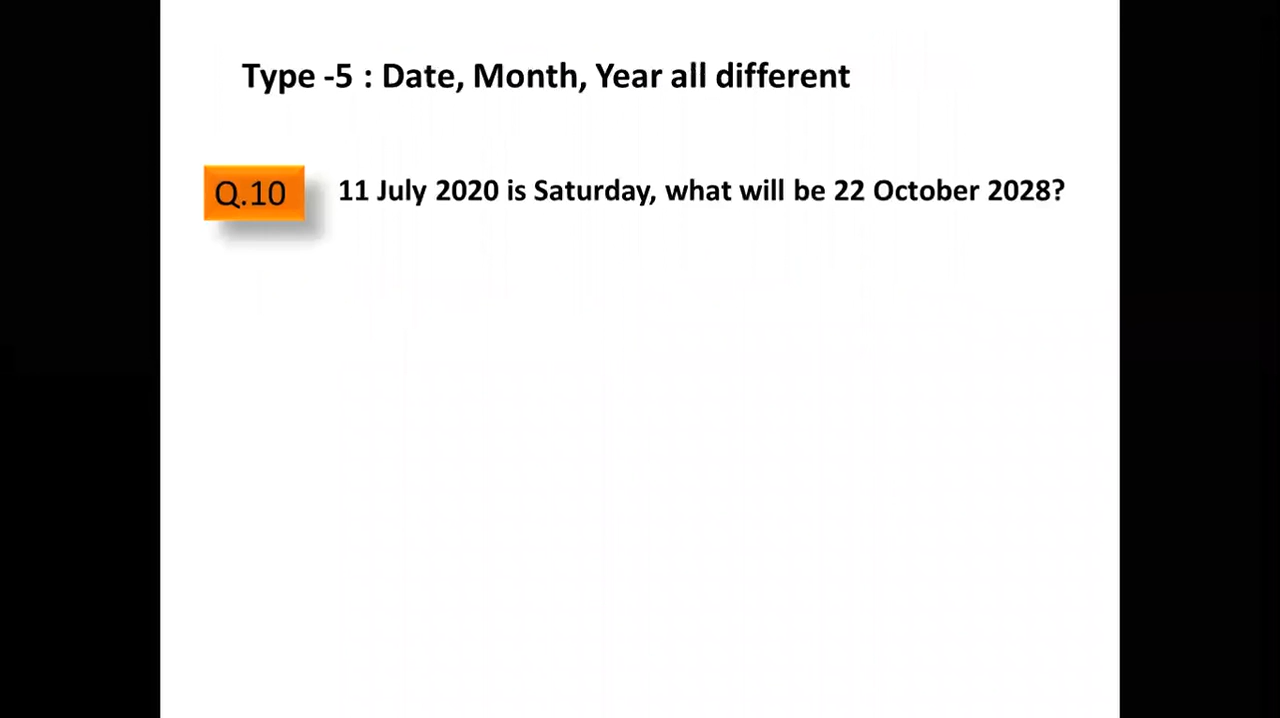 Type -5 : Date, Month, Year all different
Q.10 11 July 2020 is Saturday, what will be 22 October 2028?